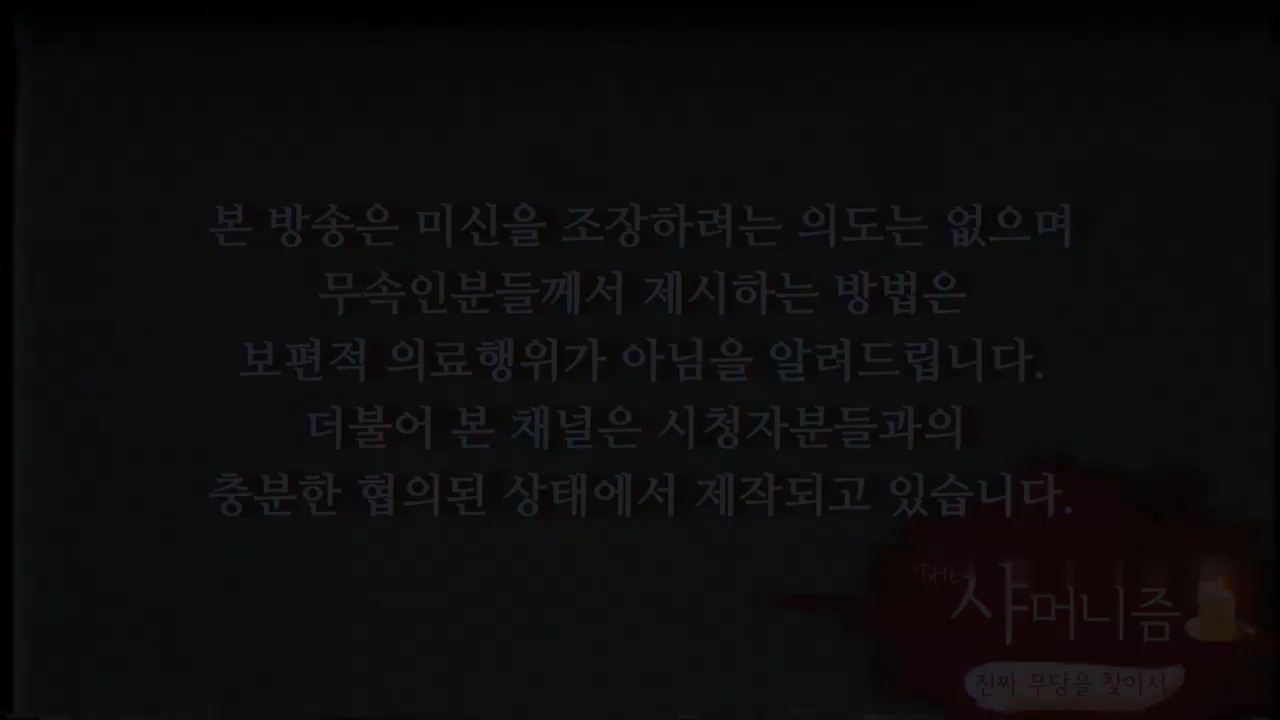 본 방송은 미신을 조장하려는 의도는 없으며
무속인분들께서 제시하는 방법은
보편적 의료행위가 아님을 알려드립니다.
더불어 본 채널은 시청자분들과의
충분한 협의된 상태에서 제작되고 있습니다.
THE
샤머니즘
진짜 무당을 찾아서